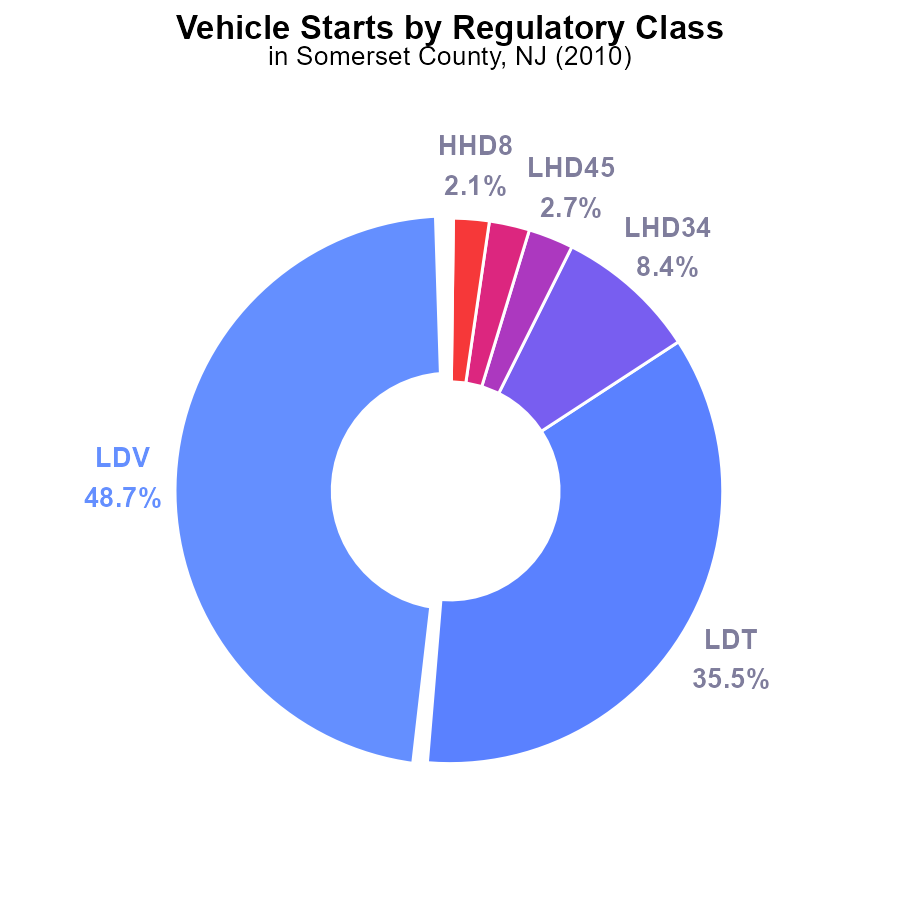 Vehicle Starts by Regulatory Class
in Somerset County, NJ (2010)
HHD8
2.1%
LHD45
2.7%
LHD34
8.4%
LDV
48.7%
LDT
35.5%